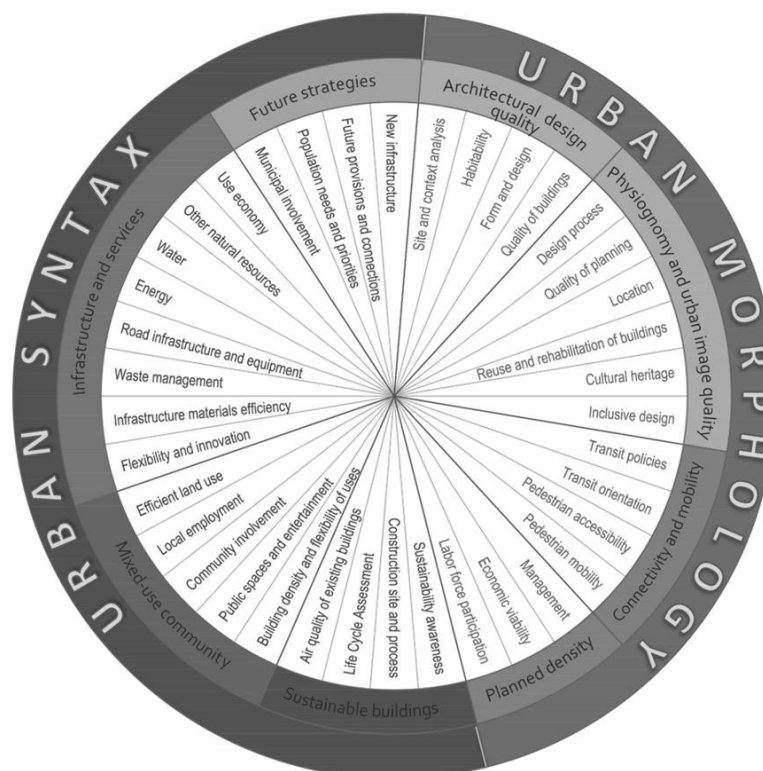 URBAN MORPHOLOGY
Architectural design
quality
Site and context analysis
Habitability
Form and design
Quality of buildings
Physiognomy and urban image quality
Design process
Quality of planning
Location
Reuse and rehabilitation of buildings
Cultural heritage
Inclusive design
Connectivity and mobility
Transit policies
Transit orientation
Pedestrian accessibility
Pedestrian mobility
Planned density
Management
Economic viability
Labor force participation
URBAN SYNTAX
Sustainable buildings
Sustainability awareness
Construction site and process
Life Cycle Assessment
Air quality of existing buildings
Mixed-use community
Building density and flexibility of uses
Public spaces and entertainment
Community involvement
Local employment
Efficient land use
Infrastructure and services
Flexibility and innovation
Infrastructure materials efficiency
Waste management
Road infrastructure and equipment
Energy
Water
Other natural resources
Use economy
Future strategies
Municipal involvement
Population needs and priorities
Future provisions and connections
New infrastructure